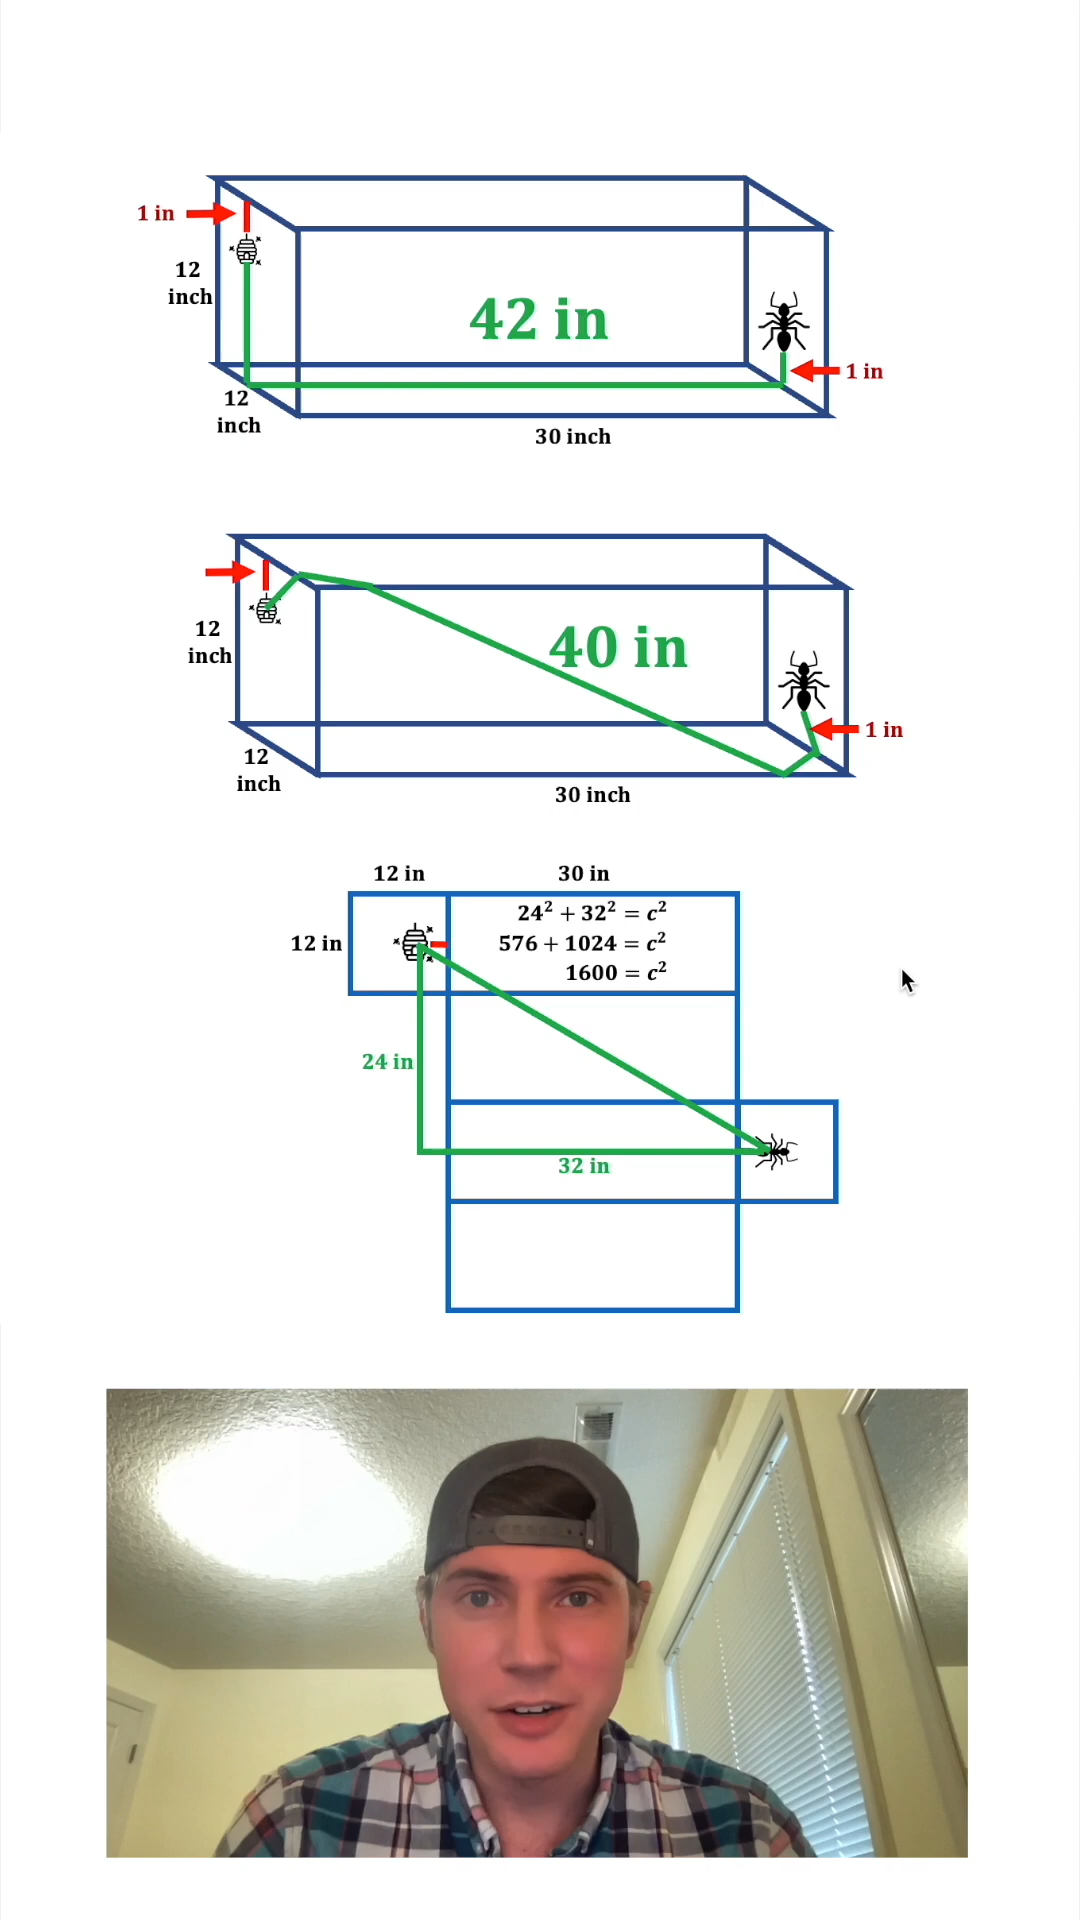 1 in
12
inch
42 in
1 in
12
inch
30 inch
12
inch
40 in
1 in
12
inch
30 inch
12 in
30 in
24² + 32² = c²
12 in
576 + 1024 = c²
1600 = c²
24 in
32 in